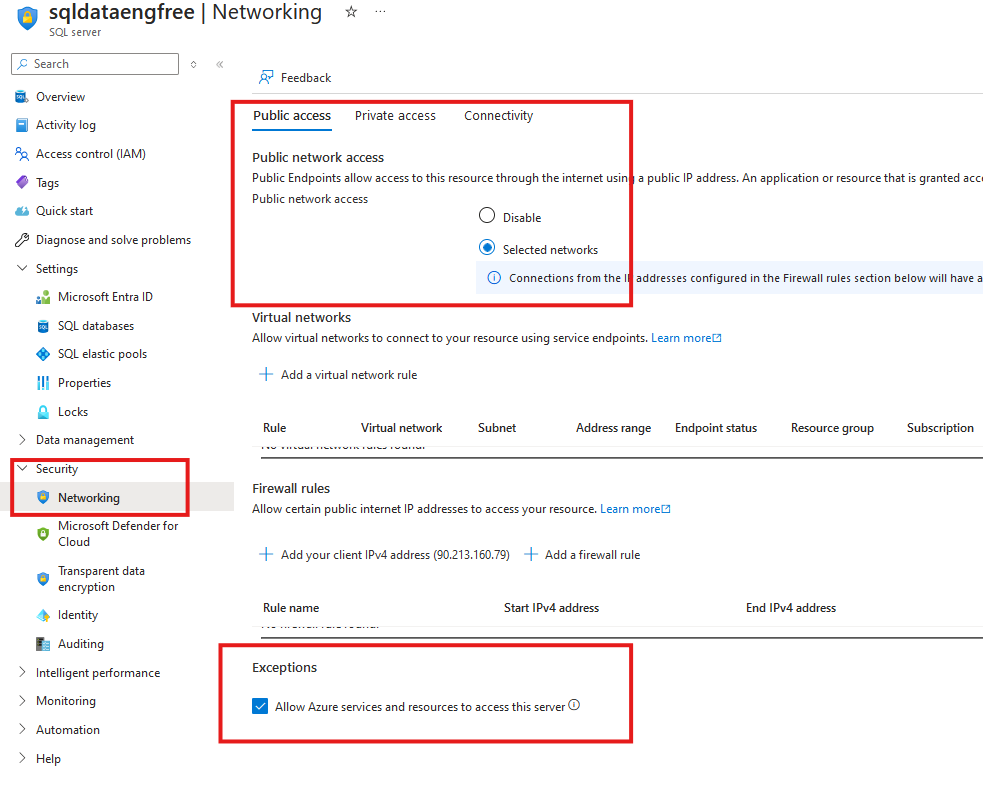 sqldataengfree | Networking
SQL server
Search
Overview
Activity log
Access control (IAM)
Tags
Quick start
Diagnose and solve problems
Settings
Microsoft Entra ID
SQL databases
SQL elastic pools
Properties
Locks
Data management
Security
Networking
Microsoft Defender for
Cloud
Transparent data
encryption
Identity
Auditing
Intelligent performance
Monitoring
Automation
Help
Feedback
Public access Private access Connectivity
Public network access
Public Endpoints allow access to this resource through the internet using a public IP address. An application or resource that is granted acc
Public network access
Disable
Selected networks
Connections from the IP addresses configured in the Firewall rules section below will have a
Virtual networks
Allow virtual networks to connect to your resource using service endpoints. Learn more
Add a virtual network rule
Rule Virtual network Subnet Address range Endpoint status Resource group Subscription
No virtual network rules found.
Firewall rules
Allow certain public internet IP addresses to access your resource. Learn more
Add your client IPv4 address (90.213.160.79) Add a firewall rule
Rule name Start IPv4 address End IPv4 address
No firewall rule found.
Exceptions
Allow Azure services and resources to access this server